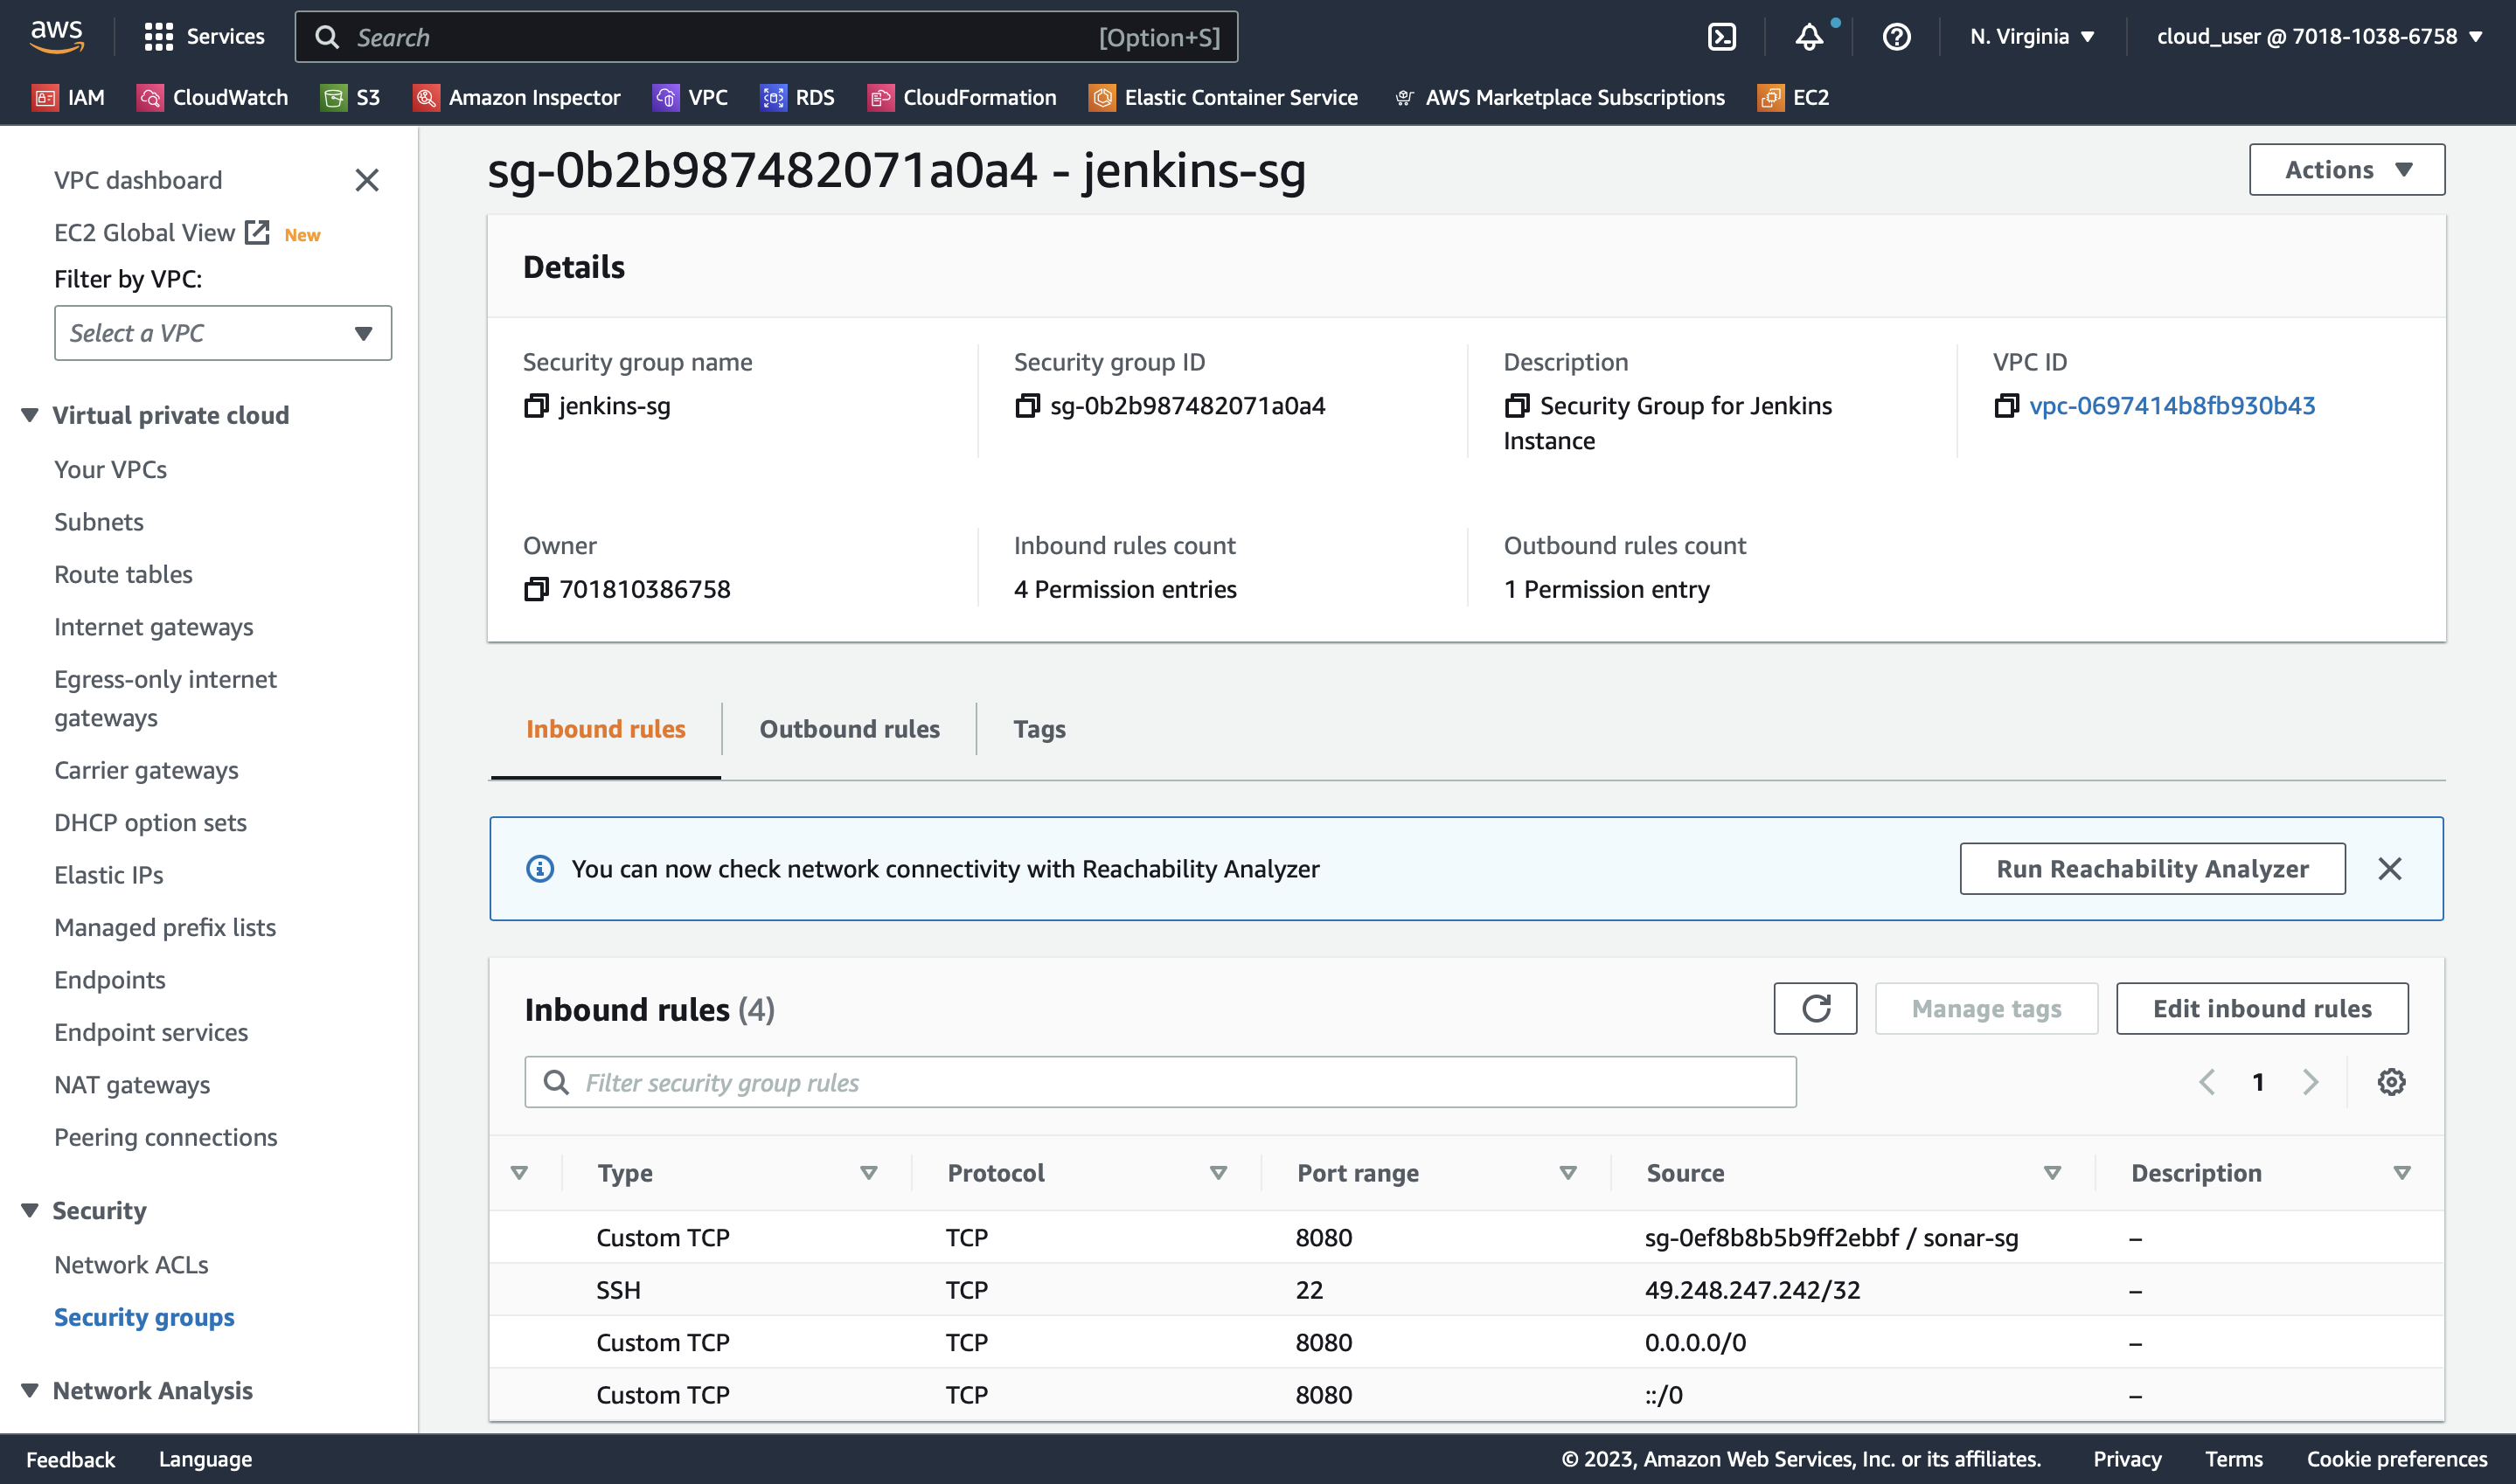 aws Services Search [Option+S] N. Virginia cloud_user @ 7018-1038-6758
IAM CloudWatch S3 Amazon Inspector VPC RDS CloudFormation Elastic Container Service AWS Marketplace Subscriptions EC2
VPC dashboard
EC2 Global View New
Filter by VPC:
Select a VPC
Virtual private cloud
Your VPCs
Subnets
Route tables
Internet gateways
Egress-only internet
gateways
Carrier gateways
DHCP option sets
Elastic IPs
Managed prefix lists
Endpoints
Endpoint services
NAT gateways
Peering connections
Security
Network ACLs
Security groups
Network Analysis
sg-0b2b987482071a0a4 - jenkins-sg
Actions
Details
Security group name
jenkins-sg
Security group ID
sg-0b2b987482071a0a4
Description
Security Group for Jenkins
Instance
VPC ID
vpc-0697414b8fb930b43
Owner
701810386758
Inbound rules count
4 Permission entries
Outbound rules count
1 Permission entry
Inbound rules Outbound rules Tags
You can now check network connectivity with Reachability Analyzer Run Reachability Analyzer
Inbound rules (4) Manage tags Edit inbound rules
Filter security group rules 1
Type Protocol Port range Source Description
Custom TCP TCP 8080 sg-0ef8b8b5b9ff2ebbf / sonar-sg –
SSH TCP 22 49.248.247.242/32 –
Custom TCP TCP 8080 0.0.0.0/0 –
Custom TCP TCP 8080 ::/0 –
Feedback Language © 2023, Amazon Web Services, Inc. or its affiliates. Privacy Terms Cookie preferences